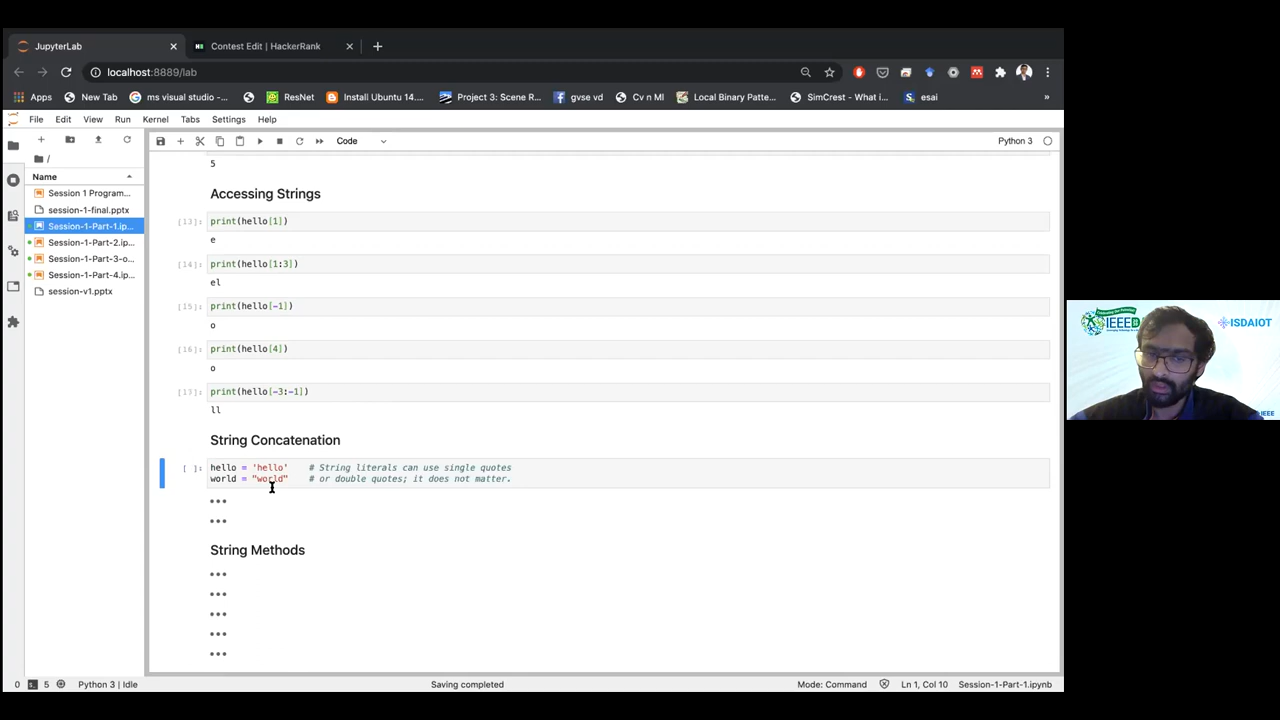 JupyterLab
Contest Edit | HackerRank
localhost:8889/lab
Apps
New Tab
ms visual studio -...
ResNet
Install Ubuntu 14....
Project 3: Scene R...
gvse vd
Cv n Ml
Local Binary Patte...
SimCrest - What i...
esai
»
File Edit View Run Kernel Tabs Settings Help
Code
Python 3
/
Name
Session 1 Program...
session-1-final.pptx
Session-1-Part-1.ip...
Session-1-Part-2.ip...
Session-1-Part-3-o...
Session-1-Part-4.ip...
session-v1.pptx
5
Accessing Strings
[13]: print(hello[1])
e
[14]: print(hello[1:3])
el
[15]: print(hello[-1])
o
[16]: print(hello[4])
o
[13]: print(hello[-3:-1])
ll
String Concatenation
[ ]: hello = 'hello' # String literals can use single quotes
world = "world" # or double quotes; it does not matter.
String Methods
IEEE
ISDAIOT
IEEE
0
5
Python 3 | Idle
Saving completed
Mode: Command
Ln 1, Col 10
Session-1-Part-1.ipynb